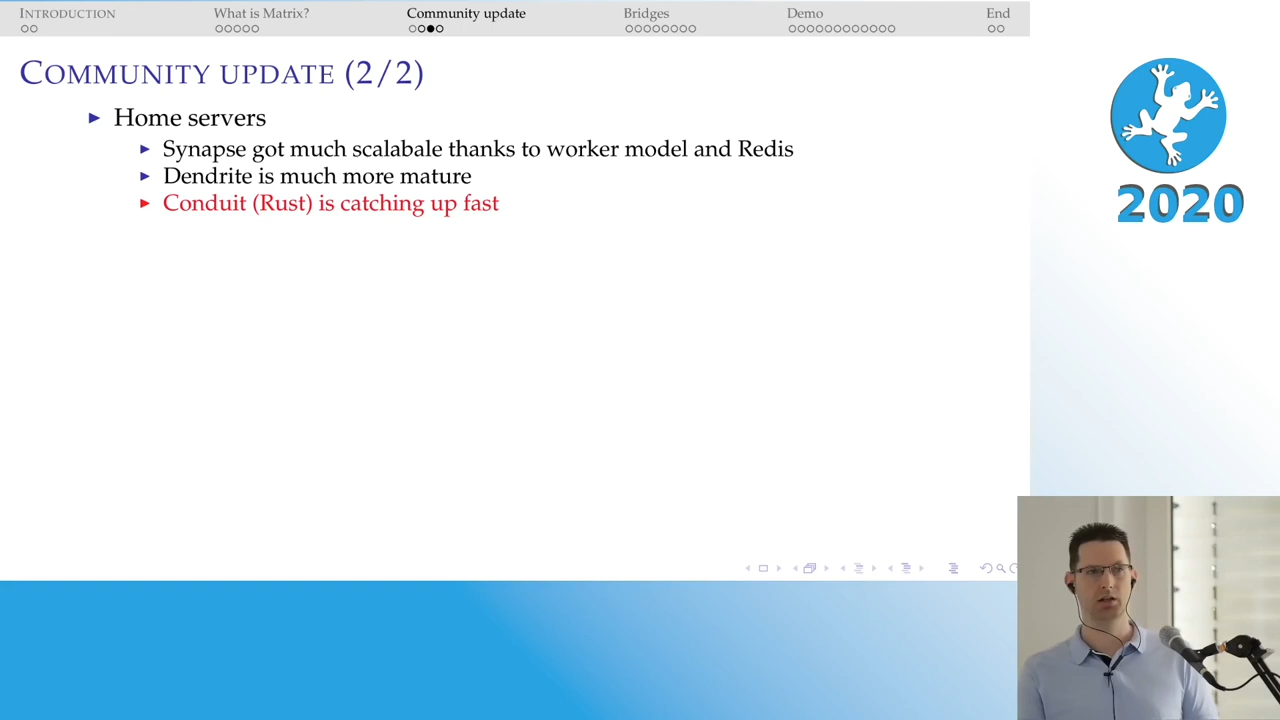 INTRODUCTION
What is Matrix?
Community update
Bridges
Demo
End
COMMUNITY UPDATE (2/2)
Home servers
Synapse got much scalabale thanks to worker model and Redis
Dendrite is much more mature
Conduit (Rust) is catching up fast
2020